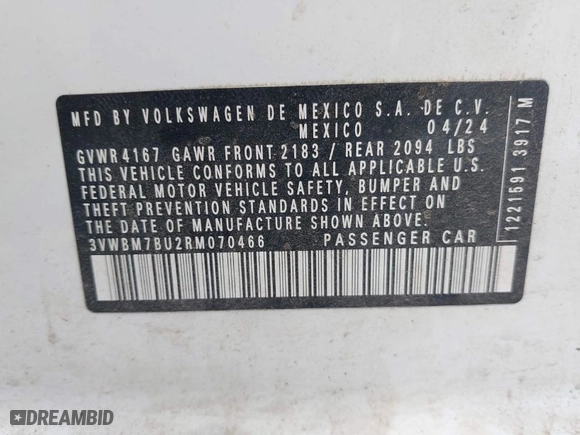 MFD BY VOLKSWAGEN DE MEXICO S.A. DE C.V.
MEXICO 04/24
GVWR 4167 GAWR FRONT 2183 / REAR 2094 LBS
THIS VEHICLE CONFORMS TO ALL APPLICABLE U.S.
FEDERAL MOTOR VEHICLE SAFETY, BUMPER AND
THEFT PREVENTION STANDARDS IN EFFECT ON
THE DATE OF MANUFACTURE SHOWN ABOVE.
3VWBM7BU2RM070466 PASSENGER CAR
1221591 3917 M
DREAMBID